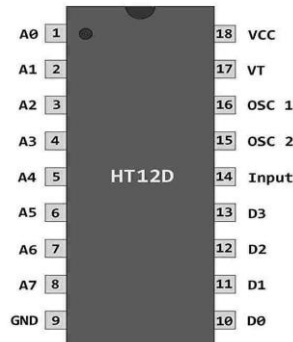 A0 1 18 VCC
A1 2 17 VT
A2 3 16 OSC 1
A3 4 15 OSC 2
A4 5 HT12D 14 Input
A5 6 13 D3
A6 7 12 D2
A7 8 11 D1
GND 9 10 D0